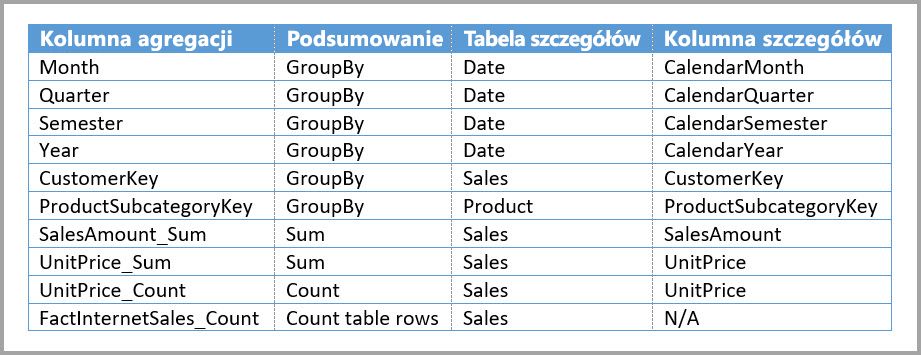 Kolumna agregacji Podsumowanie Tabela szczegółów Kolumna szczegółów
Month GroupBy Date CalendarMonth
Quarter GroupBy Date CalendarQuarter
Semester GroupBy Date CalendarSemester
Year GroupBy Date CalendarYear
CustomerKey GroupBy Sales CustomerKey
ProductSubcategoryKey GroupBy Product ProductSubcategoryKey
SalesAmount_Sum Sum Sales SalesAmount
UnitPrice_Sum Sum Sales UnitPrice
UnitPrice_Count Count Sales UnitPrice
FactInternetSales_Count Count table rows Sales N/A